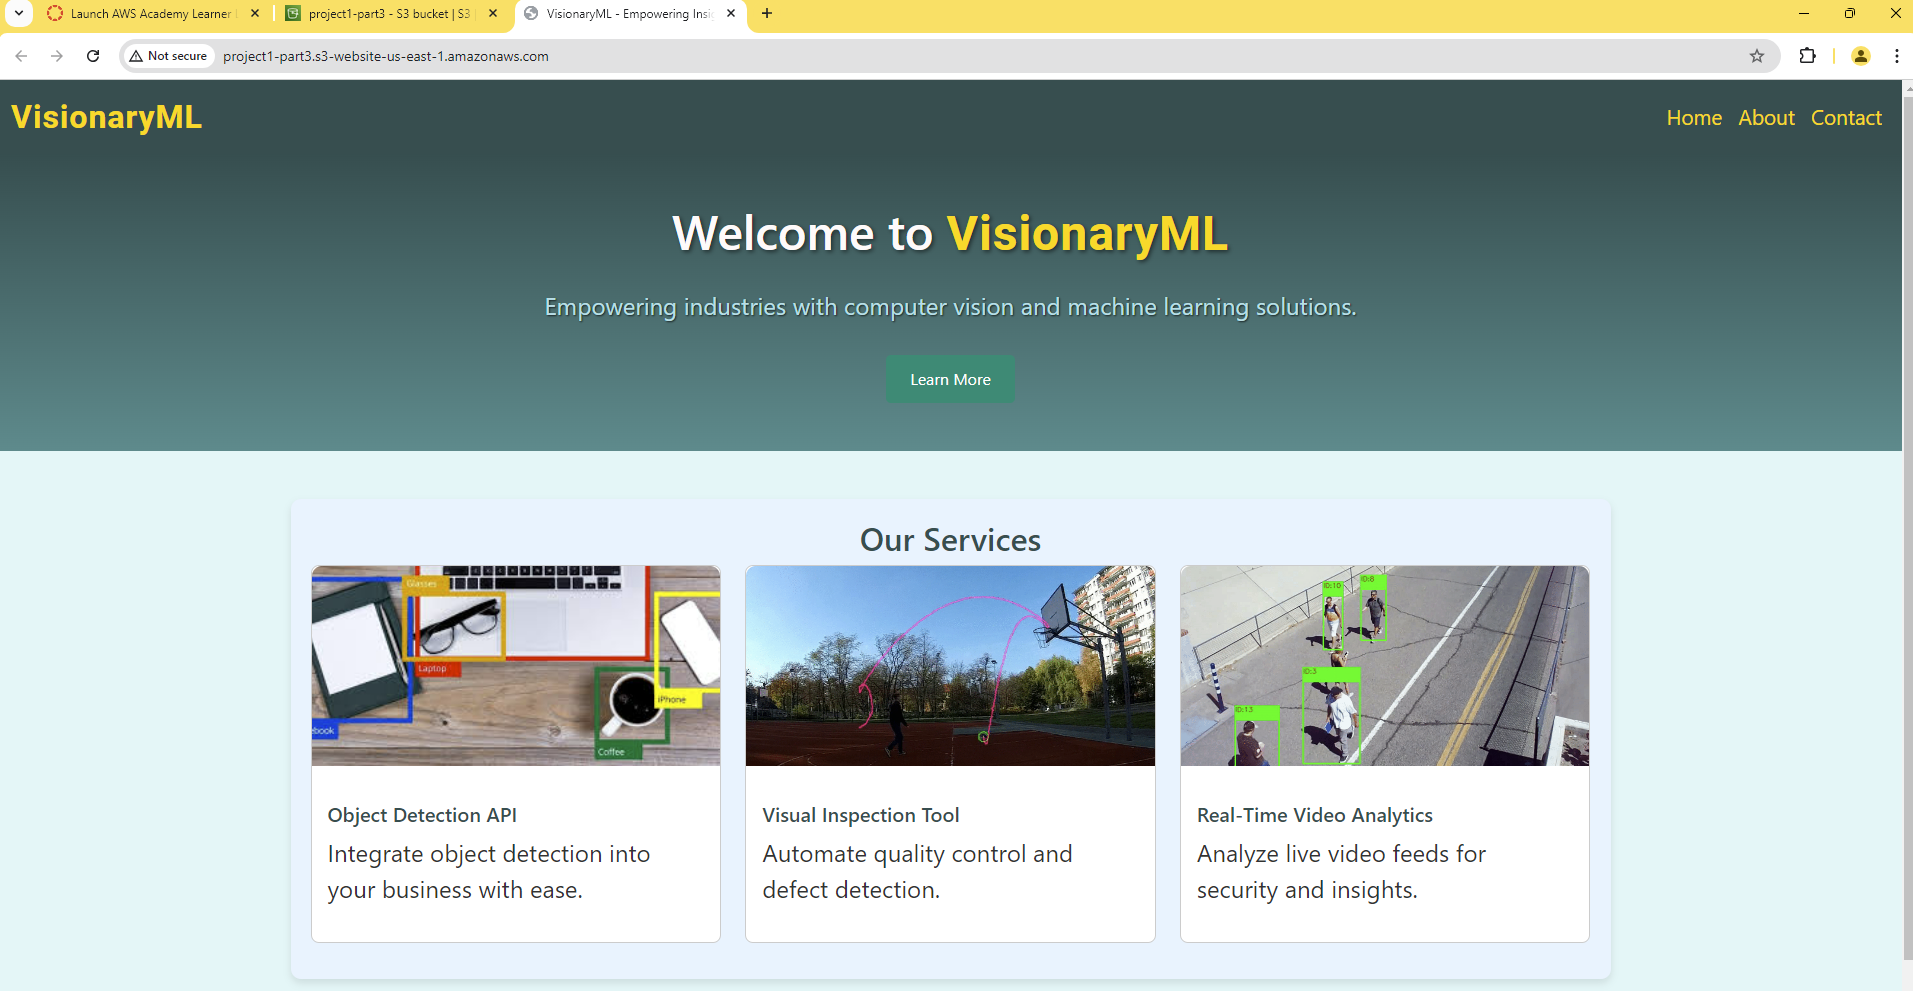 Launch AWS Academy Learner
project1-part3 - S3 bucket | S3
VisionaryML - Empowering Insi
Not secure
project1-part3.s3-website-us-east-1.amazonaws.com
VisionaryML
Home About Contact
Welcome to VisionaryML
Empowering industries with computer vision and machine learning solutions.
Learn More
Our Services
Glasses
Laptop
iPhone
ebook
Coffee
ID:10
ID:8
ID:3
ID:13
Object Detection API
Integrate object detection into
your business with ease.
Visual Inspection Tool
Automate quality control and
defect detection.
Real-Time Video Analytics
Analyze live video feeds for
security and insights.